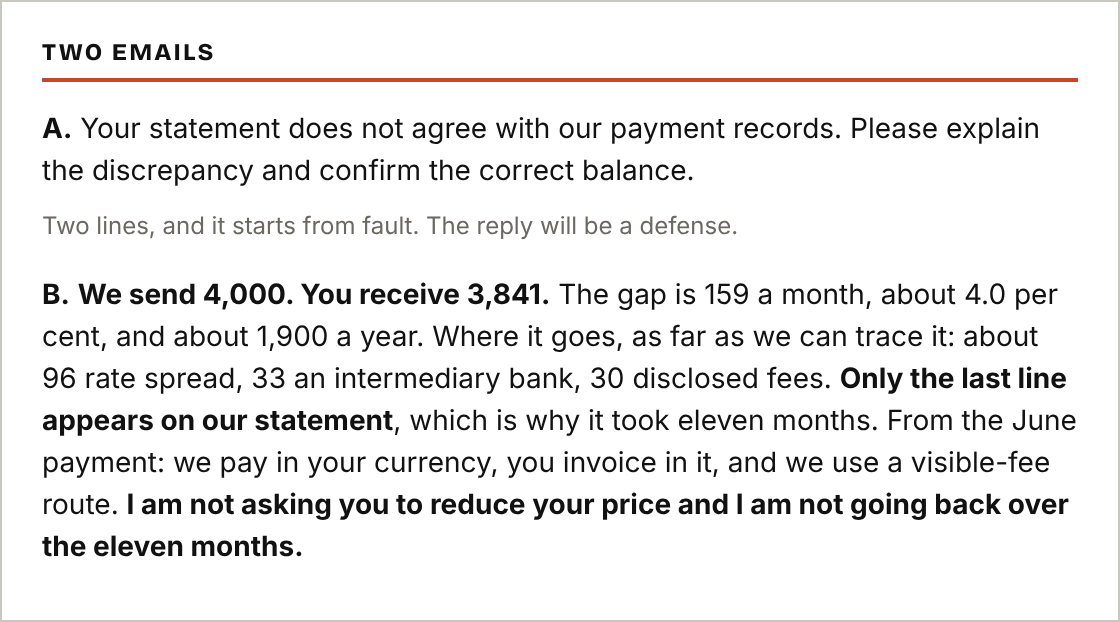 TWO EMAILS
A. Your statement does not agree with our payment records. Please explain
the discrepancy and confirm the correct balance.
Two lines, and it starts from fault. The reply will be a defense.
B. We send 4,000. You receive 3,841. The gap is 159 a month, about 4.0 per
cent, and about 1,900 a year. Where it goes, as far as we can trace it: about
96 rate spread, 33 an intermediary bank, 30 disclosed fees. Only the last line
appears on our statement, which is why it took eleven months. From the June
payment: we pay in your currency, you invoice in it, and we use a visible-fee
route. I am not asking you to reduce your price and I am not going back over
the eleven months.